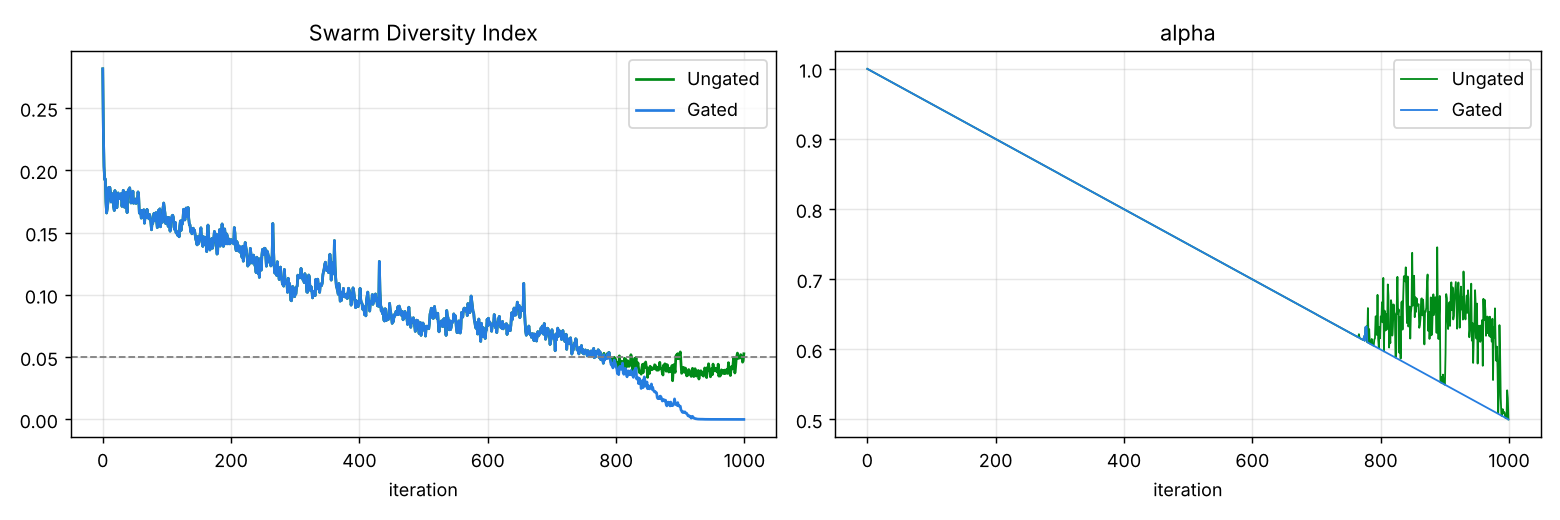 Swarm Diversity Index
Ungated
Gated
0.25
0.20
0.15
0.10
0.05
0.00
0 200 400 600 800 1000
iteration
alpha
Ungated
Gated
1.0
0.9
0.8
0.7
0.6
0.5
0 200 400 600 800 1000
iteration